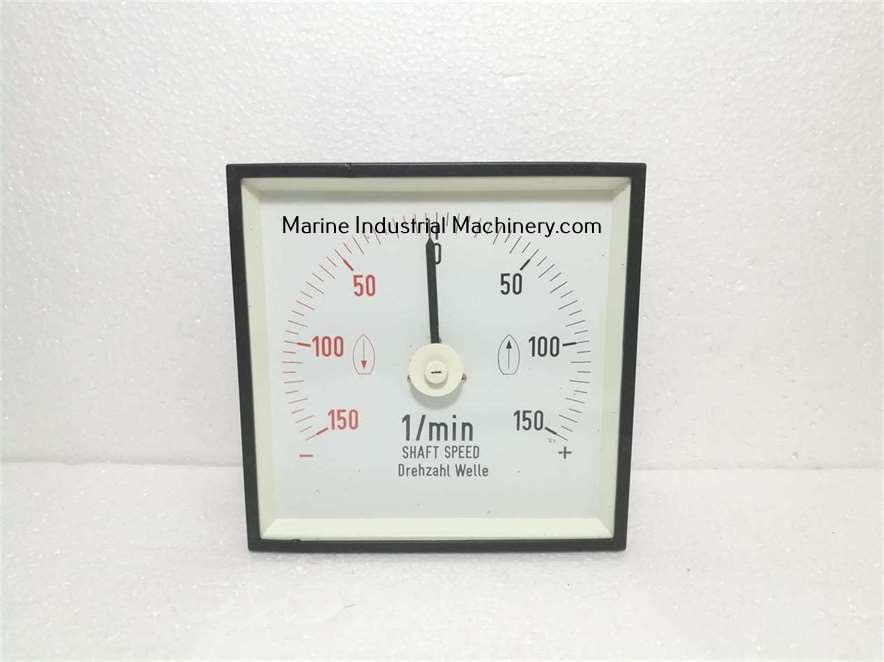 Marine Industrial Machinery.com
0
50 50
100 100
150 150
1/min
SHAFT SPEED
Drehzahl Welle
- +